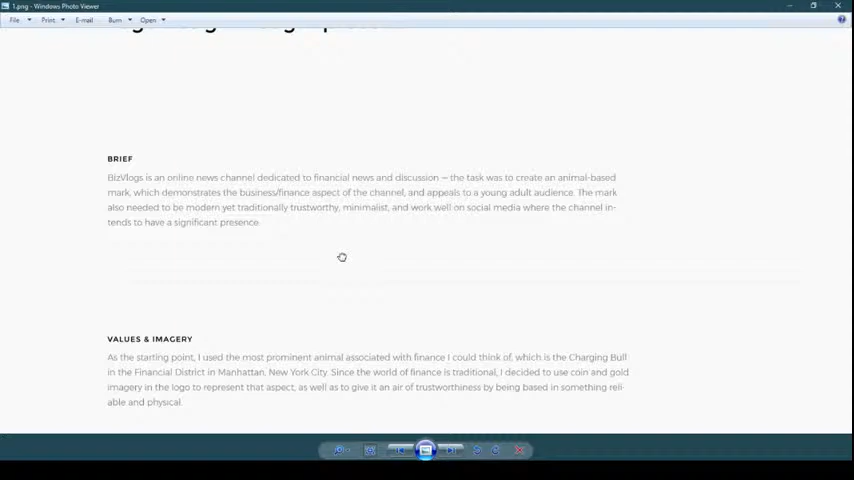 1.png - Windows Photo Viewer
File Print E-mail Burn Open
BRIEF
BizVlogs is an online news channel dedicated to financial news and discussion — the task was to create an animal-based
mark, which demonstrates the business/finance aspect of the channel, and appeals to a young adult audience. The mark
also needed to be modern yet traditionally trustworthy, minimalist, and work well on social media where the channel in-
tends to have a significant presence.
VALUES & IMAGERY
As the starting point, I used the most prominent animal associated with finance I could think of, which is the Charging Bull
in the Financial District in Manhattan, New York City. Since the world of finance is traditional, I decided to use coin and gold
imagery in the logo to represent that aspect, as well as to give it an air of trustworthiness by being based in something reli-
able and physical.